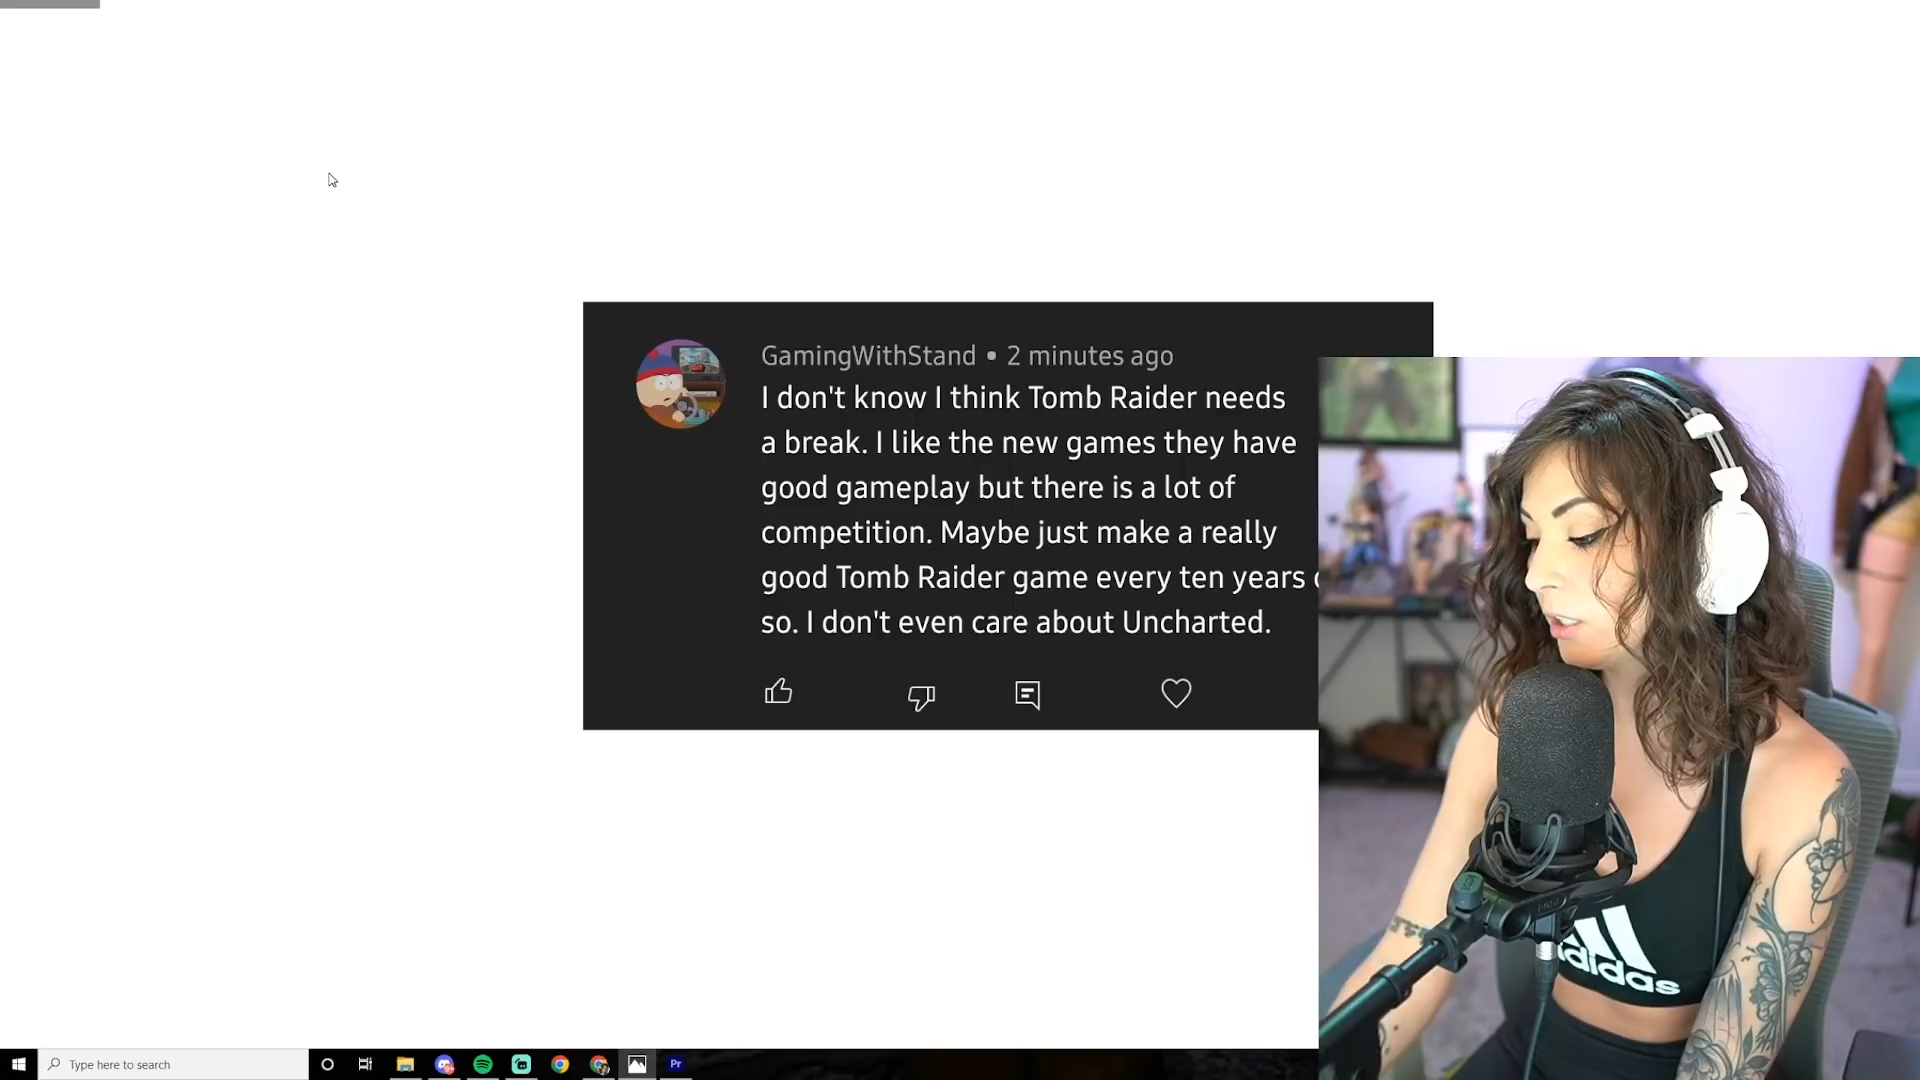 GamingWithStand • 2 minutes ago
I don't know I think Tomb Raider needs
a break. I like the new games they have
good gameplay but there is a lot of
competition. Maybe just make a really
good Tomb Raider game every ten years
so. I don't even care about Uncharted.
adidas
Type here to search
Pr